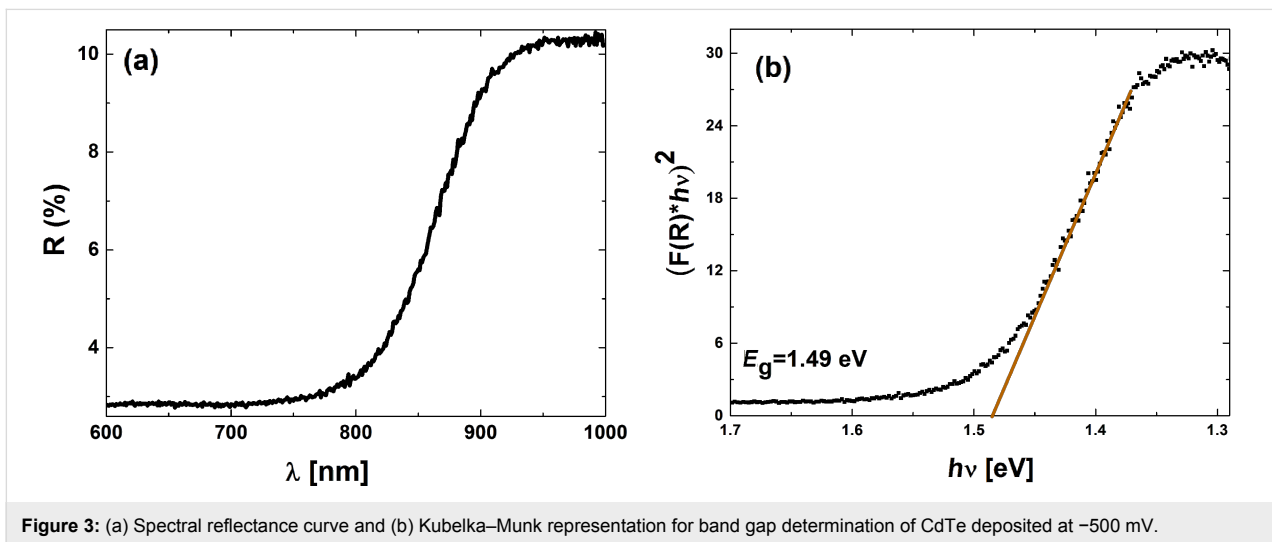 (a)
R (%)
10
8
6
4
600 700 800 900 1000
λ [nm]
(b)
(F(R)*hν)²
30
24
18
12
6
0
E_g=1.49 eV
1.7 1.6 1.5 1.4 1.3
hν [eV]
Figure 3: (a) Spectral reflectance curve and (b) Kubelka–Munk representation for band gap determination of CdTe deposited at −500 mV.